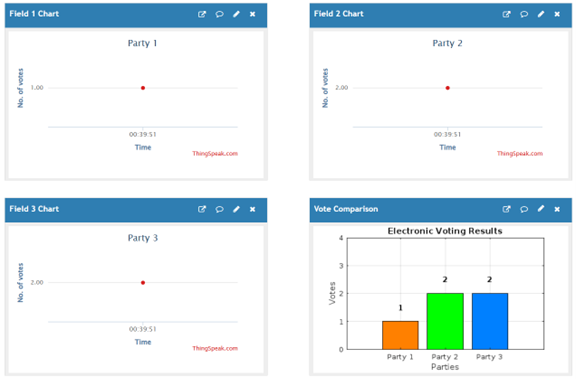 Field 1 Chart
Party 1
No. of votes
1.00
00:39:51
Time
ThingSpeak.com
Field 2 Chart
Party 2
No. of votes
2.00
00:39:51
Time
ThingSpeak.com
Field 3 Chart
Party 3
No. of votes
2.00
00:39:51
Time
ThingSpeak.com
Vote Comparison
Electronic Voting Results
Votes
4
3
2
1
0
1
2
2
Party 1 Party 2 Party 3
Parties